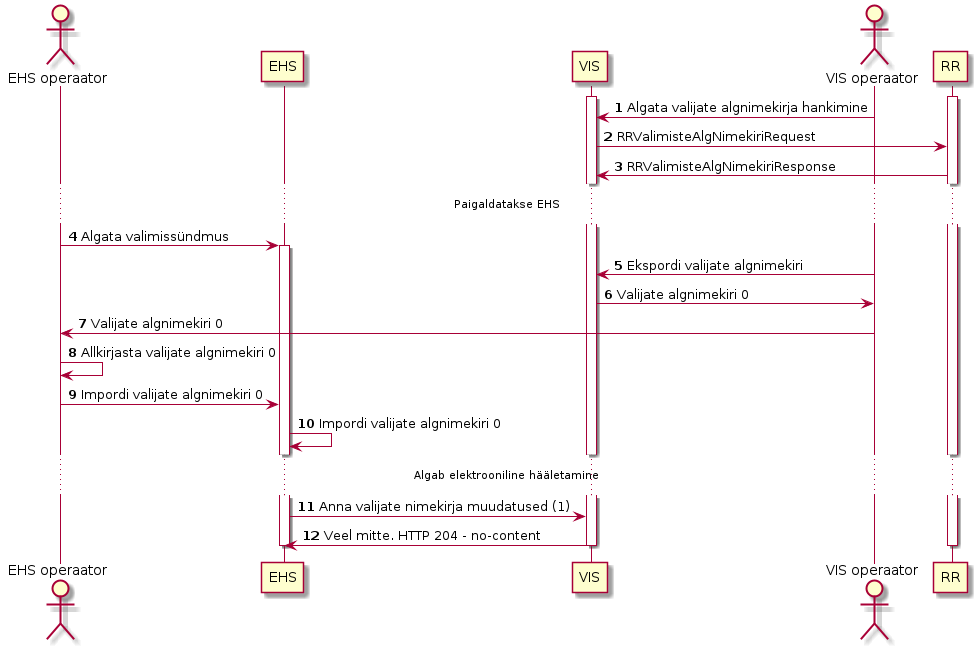 EHS operaator
EHS
VIS
VIS operaator
RR
1 Algata valijate algnimekirja hankimine
2 RRValimisteAlgNimekiriRequest
3 RRValimisteAlgNimekiriResponse
Paigaldatakse EHS
4 Algata valimissündmus
5 Ekspordi valijate algnimekiri
6 Valijate algnimekiri 0
7 Valijate algnimekiri 0
8 Allkirjasta valijate algnimekiri 0
9 Impordi valijate algnimekiri 0
10 Impordi valijate algnimekiri 0
Algab elektrooniline hääletamine
11 Anna valijate nimekirja muudatused (1)
12 Veel mitte. HTTP 204 - no-content
EHS operaator
EHS
VIS
VIS operaator
RR